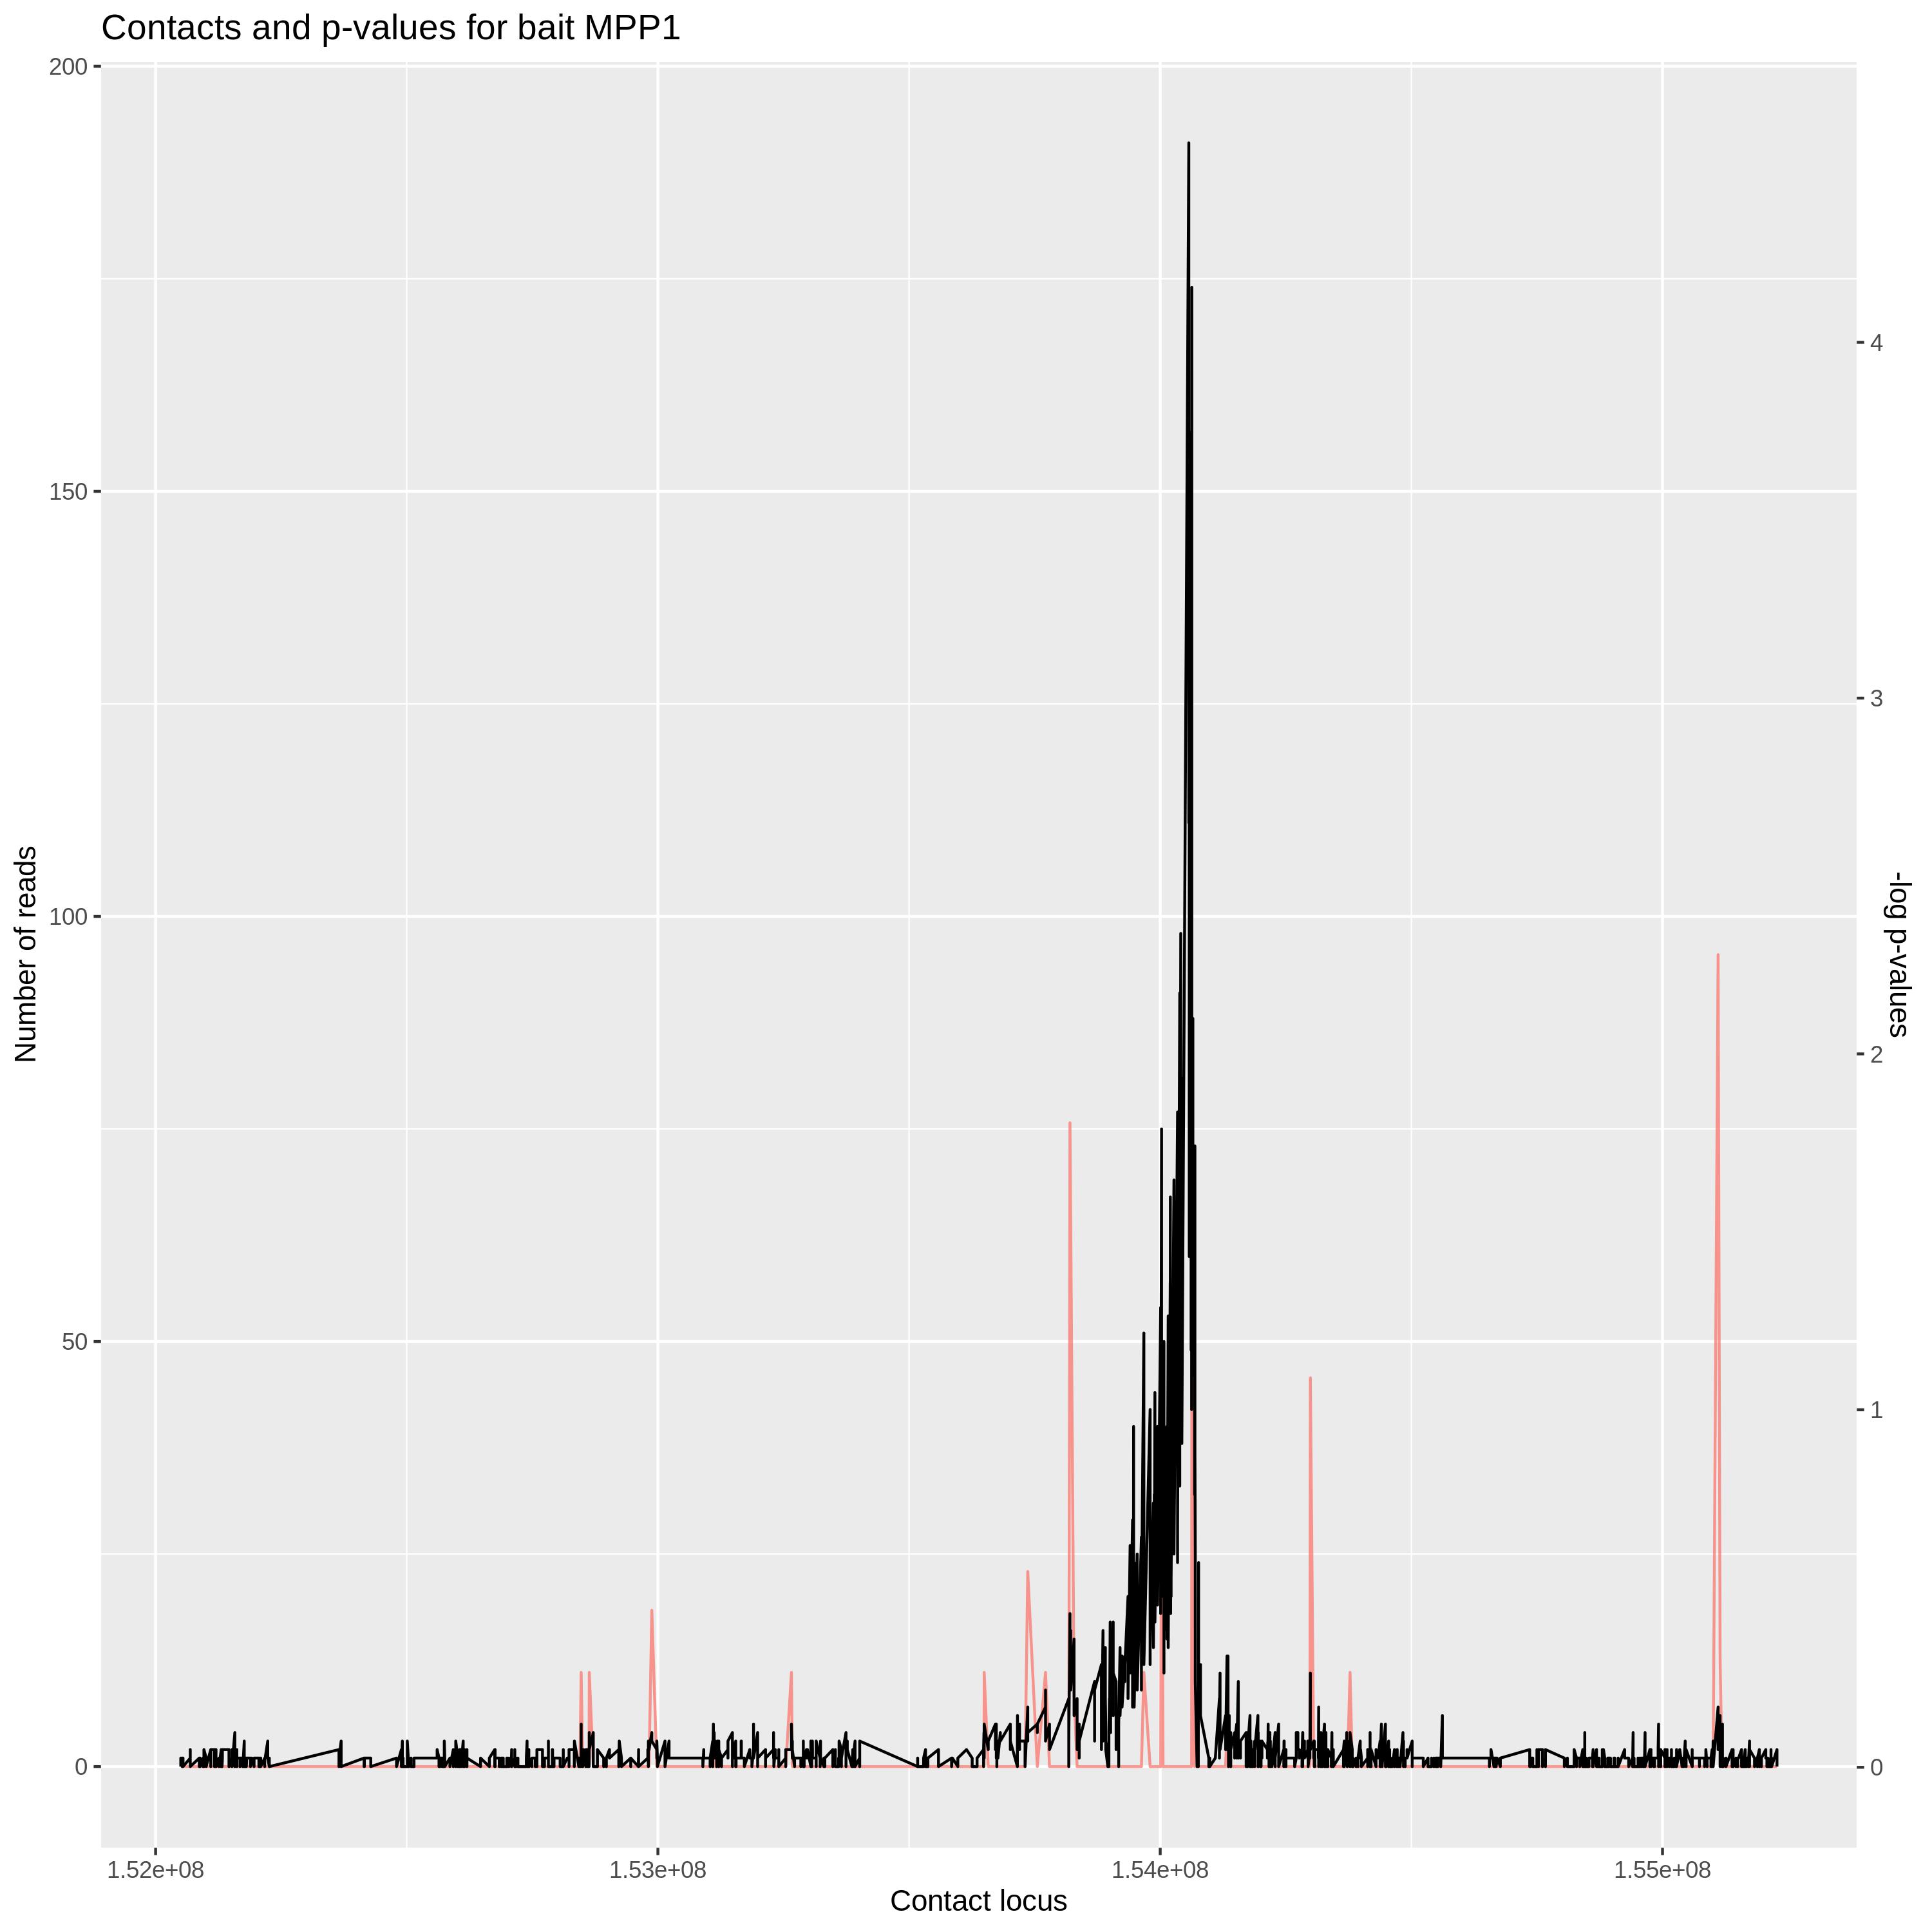 Contacts and p-values for bait MPP1
200
150
100
50
0
Number of reads
4
3
2
1
0
-log p-values
1.52e+08
1.53e+08
1.54e+08
1.55e+08
Contact locus